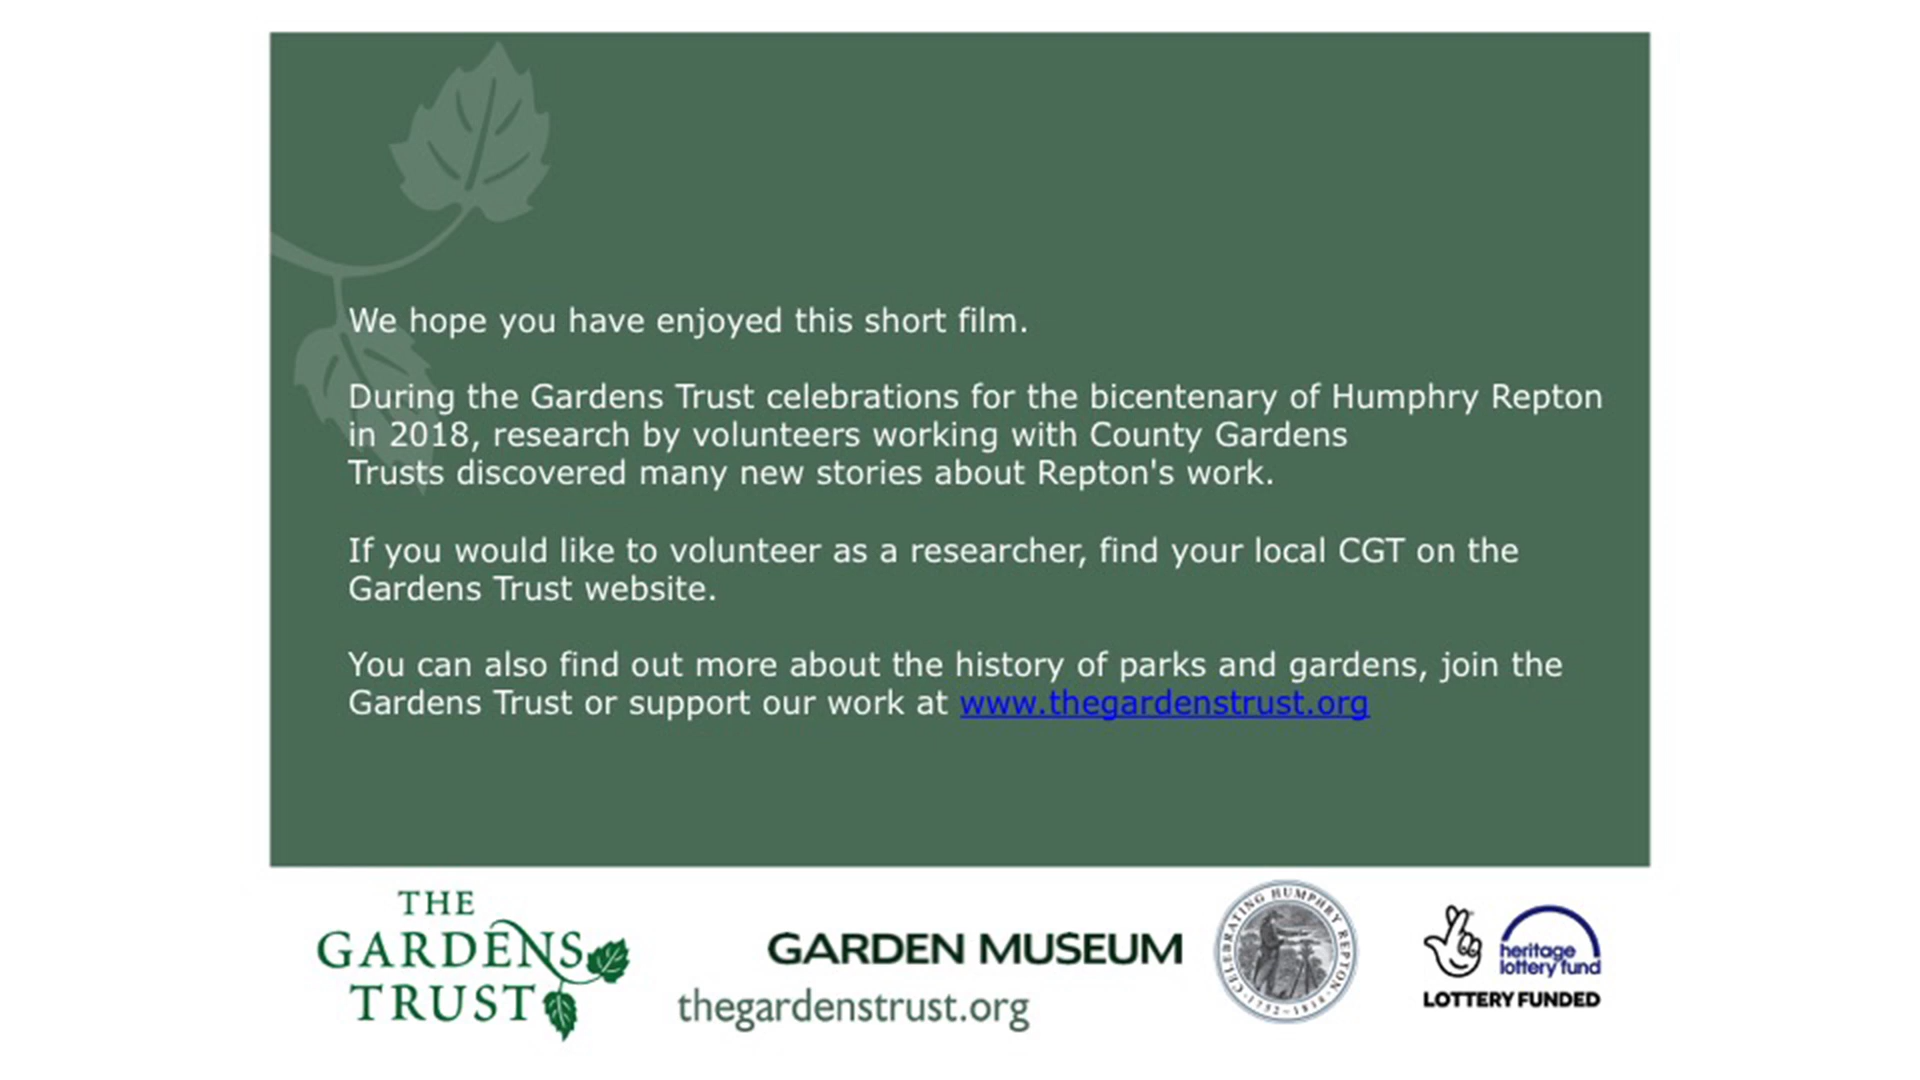 We hope you have enjoyed this short film.
During the Gardens Trust celebrations for the bicentenary of Humphry Repton
in 2018, research by volunteers working with County Gardens
Trusts discovered many new stories about Repton's work.
If you would like to volunteer as a researcher, find your local CGT on the
Gardens Trust website.
You can also find out more about the history of parks and gardens, join the
Gardens Trust or support our work at www.thegardenstrust.org
THE
GARDENS
TRUST
GARDEN MUSEUM
thegardenstrust.org
CELEBRATING HUMPHRY REPTON
1752-1818
heritage
lottery fund
LOTTERY FUNDED